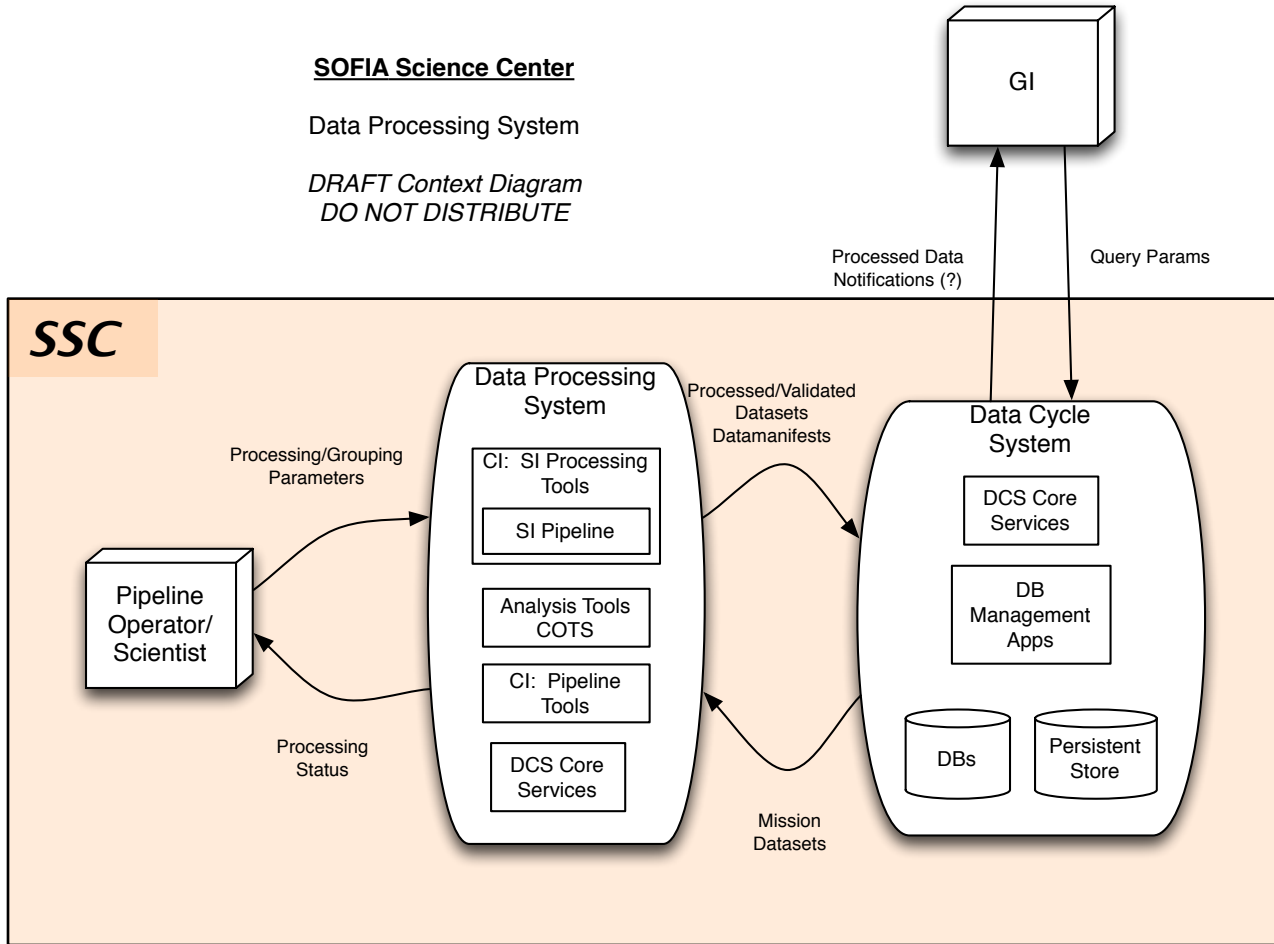 SOFIA Science Center
Data Processing System
DRAFT Context Diagram
DO NOT DISTRIBUTE
GI
Processed Data
Notifications (?)
Query Params
SSC
Data Processing
System
Processed/Validated
Datasets
Datamanifests
Data Cycle
System
Processing/Grouping
Parameters
CI:  SI Processing
Tools
SI Pipeline
DCS Core
Services
Pipeline
Operator/
Scientist
Analysis Tools
COTS
DB
Management
Apps
CI:  Pipeline
Tools
Processing
Status
DCS Core
Services
DBs
Persistent
Store
Mission
Datasets